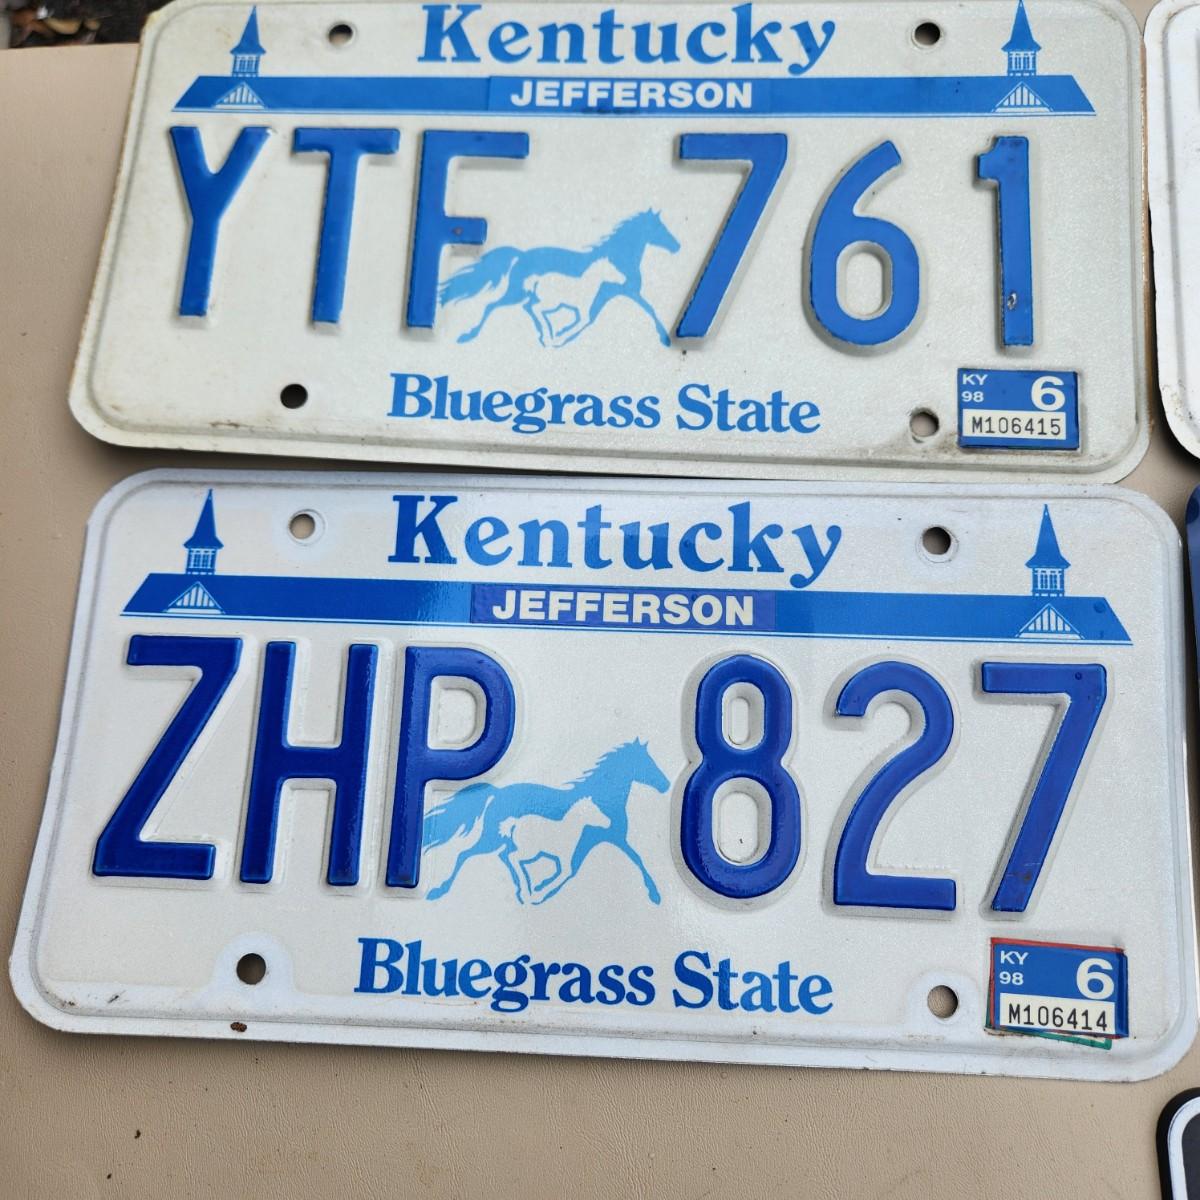 Kentucky
JEFFERSON
YTF 761
Bluegrass State
KY 98 6
M106415
Kentucky
JEFFERSON
ZHP 827
Bluegrass State
KY 98 6
M106414